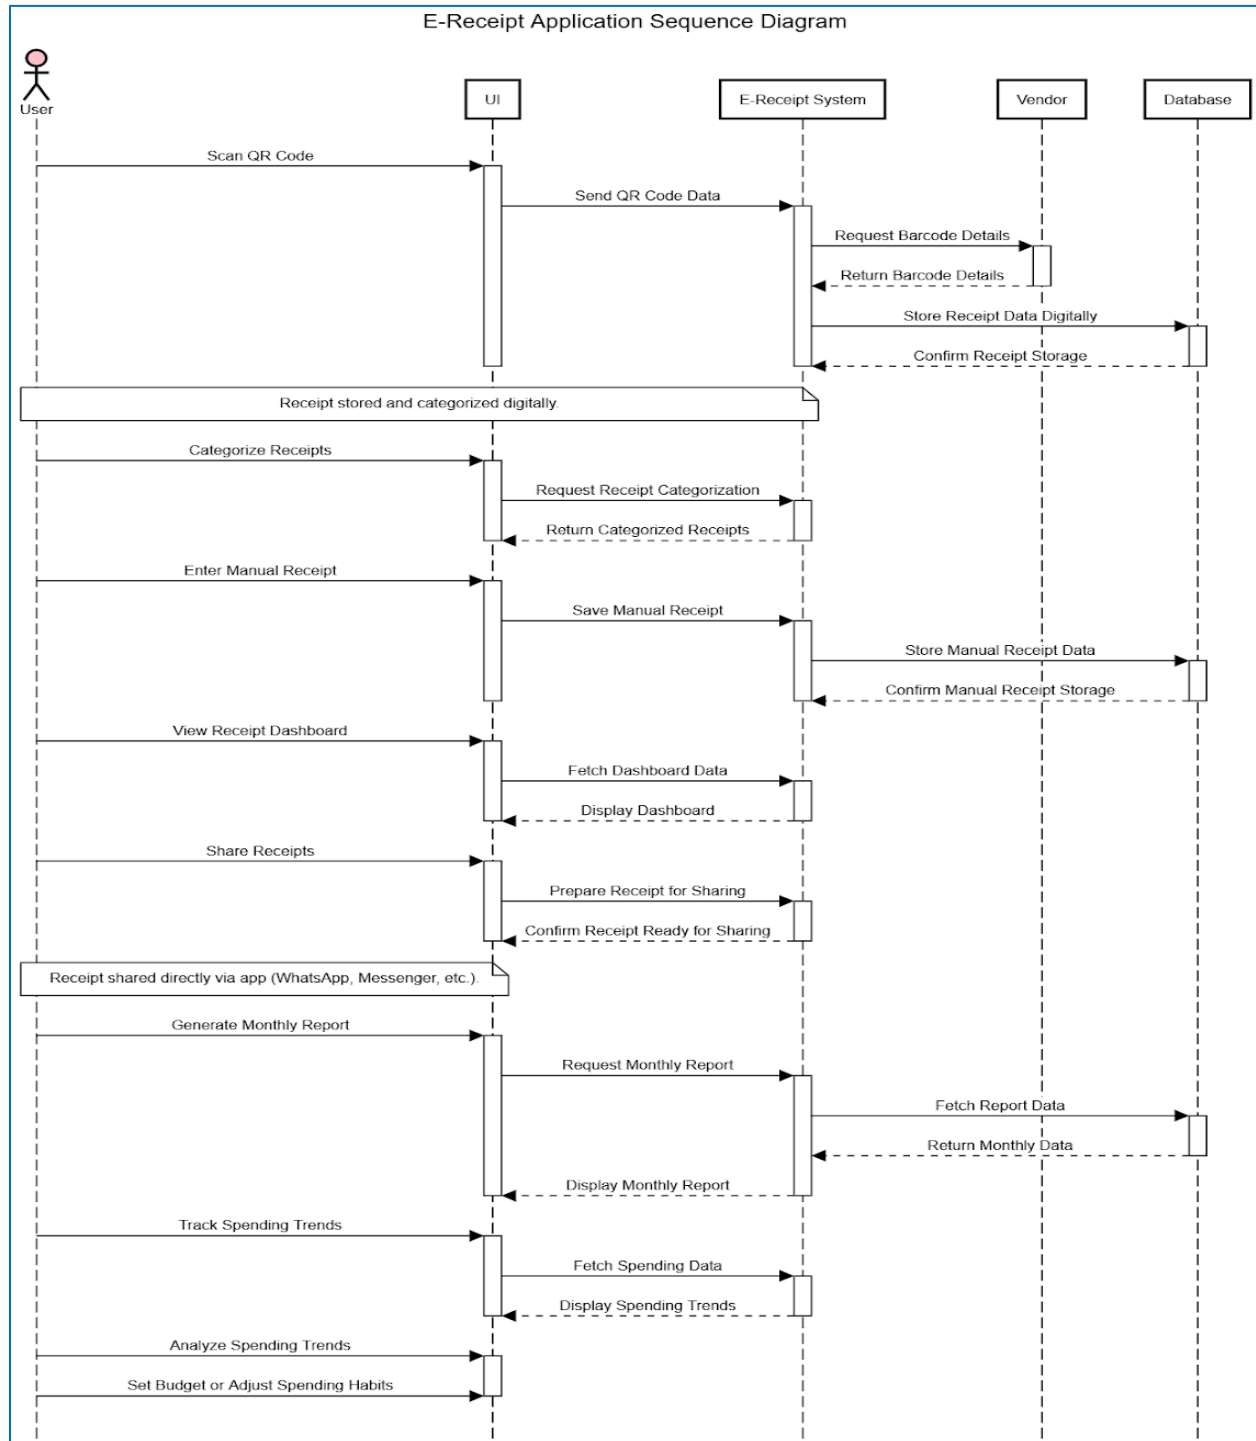 E-Receipt Application Sequence Diagram
User
UI
E-Receipt System
Vendor
Database
Scan QR Code
Send QR Code Data
Request Barcode Details
Return Barcode Details
Store Receipt Data Digitally
Confirm Receipt Storage
Receipt stored and categorized digitally.
Categorize Receipts
Request Receipt Categorization
Return Categorized Receipts
Enter Manual Receipt
Save Manual Receipt
Store Manual Receipt Data
Confirm Manual Receipt Storage
View Receipt Dashboard
Fetch Dashboard Data
Display Dashboard
Share Receipts
Prepare Receipt for Sharing
Confirm Receipt Ready for Sharing
Receipt shared directly via app (WhatsApp, Messenger, etc.).
Generate Monthly Report
Request Monthly Report
Fetch Report Data
Return Monthly Data
Display Monthly Report
Track Spending Trends
Fetch Spending Data
Display Spending Trends
Analyze Spending Trends
Set Budget or Adjust Spending Habits